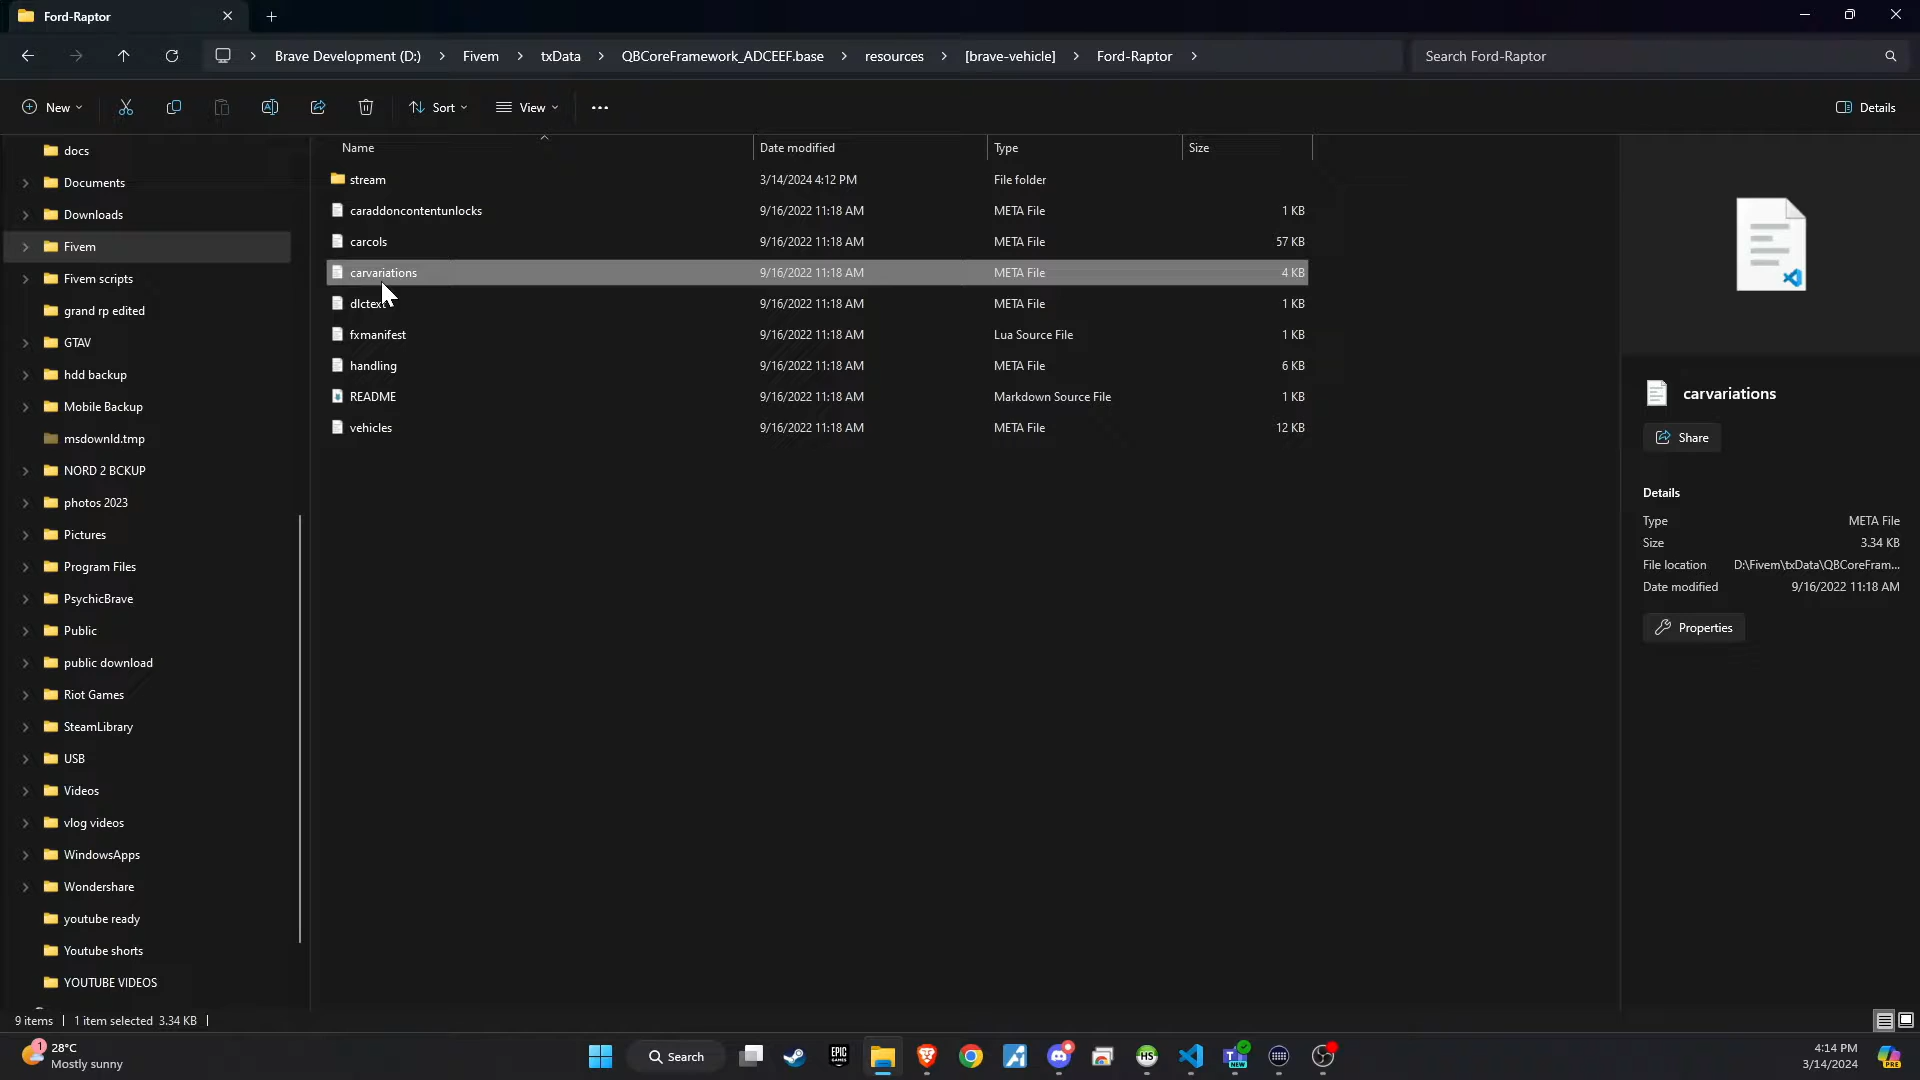 Ford-Raptor
Brave Development (D:) Fivem txData QBCoreFramework_ADCEEF.base resources [brave-vehicle] Ford-Raptor
Search Ford-Raptor
New Sort View Details
Name Date modified Type Size
stream 3/14/2024 4:12 PM File folder
caraddoncontentunlocks 9/16/2022 11:18 AM META File 1 KB
carcols 9/16/2022 11:18 AM META File 57 KB
carvariations 9/16/2022 11:18 AM META File 4 KB
dlctext 9/16/2022 11:18 AM META File 1 KB
fxmanifest 9/16/2022 11:18 AM Lua Source File 1 KB
handling 9/16/2022 11:18 AM META File 6 KB
README 9/16/2022 11:18 AM Markdown Source File 1 KB
vehicles 9/16/2022 11:18 AM META File 12 KB
docs
Documents
Downloads
Fivem
Fivem scripts
grand rp edited
GTAV
hdd backup
Mobile Backup
msdownld.tmp
NORD 2 BCKUP
photos 2023
Pictures
Program Files
PsychicBrave
Public
public download
Riot Games
SteamLibrary
USB
Videos
vlog videos
WindowsApps
Wondershare
youtube ready
Youtube shorts
YOUTUBE VIDEOS
carvariations
Share
Details
Type META File
Size 3.34 KB
File location D:\Fivem\txData\QBCoreFram...
Date modified 9/16/2022 11:18 AM
Properties
9 items 1 item selected 3.34 KB
1
28°C
Mostly sunny
Search
EPIC GAMES
HS
NEW
4:14 PM
3/14/2024
PRE